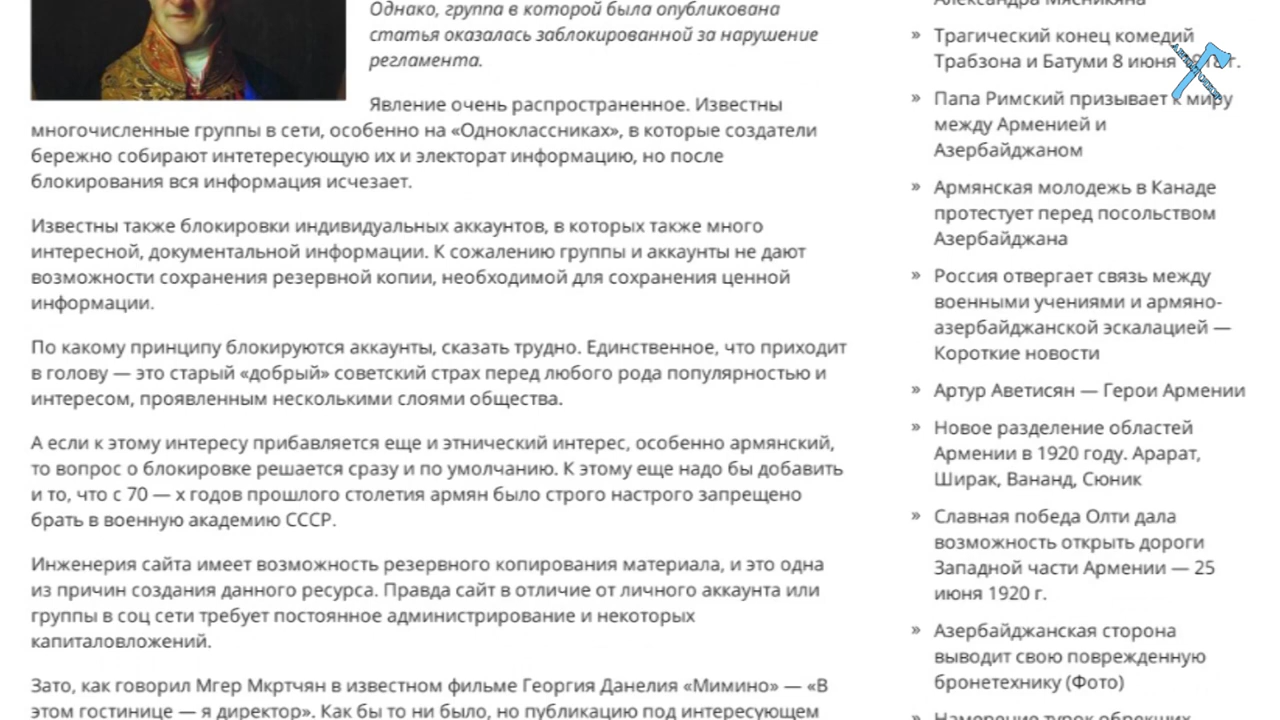 Однако, группа в которой была опубликована
статья оказалась заблокированной за нарушение
регламента.
Явление очень распространенное. Известны
многочисленные группы в сети, особенно на «Одноклассниках», в которые создатели
бережно собирают интетересующую их и электорат информацию, но после
блокирования вся информация исчезает.
Известны также блокировки индивидуальных аккаунтов, в которых также много
интересной, документальной информации. К сожалению группы и аккаунты не дают
возможности сохранения резервной копии, необходимой для сохранения ценной
информации.
По какому принципу блокируются аккаунты, сказать трудно. Единственное, что приходит
в голову — это старый «добрый» советский страх перед любого рода популярностью и
интересом, проявленным несколькими слоями общества.
А если к этому интересу прибавляется еще и этнический интерес, особенно армянский,
то вопрос о блокировке решается сразу и по умолчанию. К этому еще надо бы добавить
и то, что с 70 — х годов прошлого столетия армян было строго настрого запрещено
брать в военную академию СССР.
Инженерия сайта имеет возможность резервного копирования материала, и это одна
из причин создания данного ресурса. Правда сайт в отличие от личного аккаунта или
группы в соц сети требует постоянное администрирование и некоторых
капиталовложений.
Зато, как говорил Мгер Мкртчян в известном фильме Георгия Данелия «Мимино» — «В
этом гостинице — я директор». Как бы то ни было, но публикацию под интересующем
Александра Мясникяна
» Трагический конец комедий
Трабзона и Батуми 8 июня 1918 г.
» Папа Римский призывает к миру
между Арменией и
Азербайджаном
» Армянская молодежь в Канаде
протестует перед посольством
Азербайджана
» Россия отвергает связь между
военными учениями и армяно-
азербайджанской эскалацией —
Короткие новости
» Артур Аветисян — Герои Армении
» Новое разделение областей
Армении в 1920 году. Арарат,
Ширак, Вананд, Сюник
» Славная победа Олти дала
возможность открыть дороги
Западной части Армении — 25
июня 1920 г.
» Азербайджанская сторона
выводит свою поврежденную
бронетехнику (Фото)
» Намерение турок обрекших